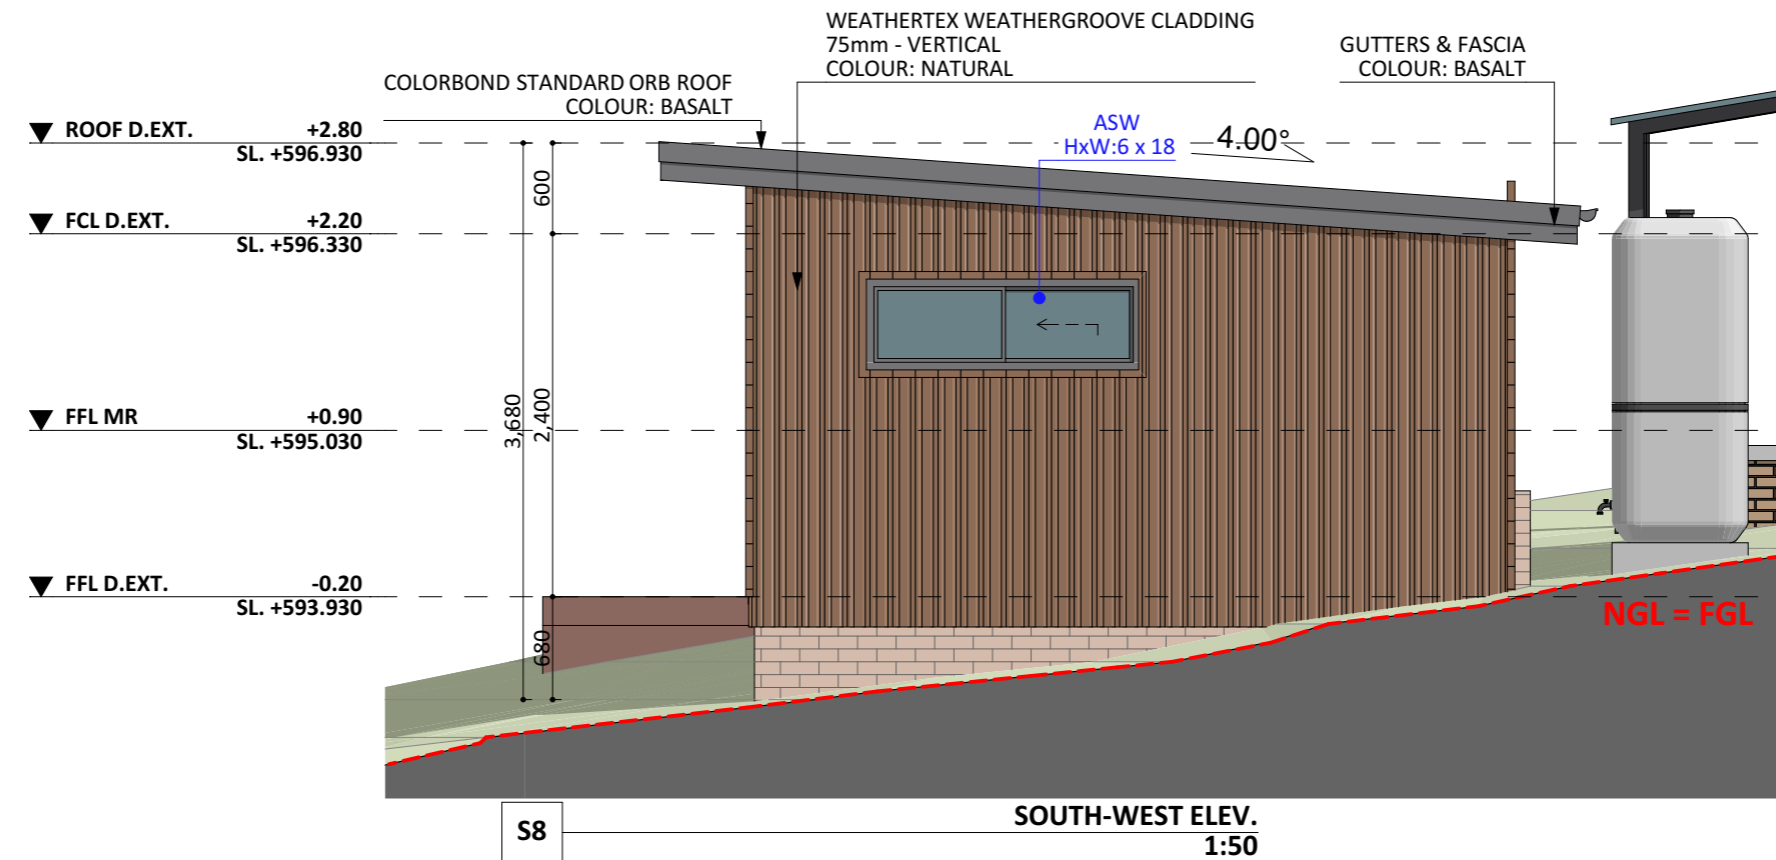 WEATHERTEX WEATHERGROOVE CLADDING
75mm - VERTICAL
COLOUR: NATURAL
GUTTERS & FASCIA
COLOUR: BASALT
COLORBOND STANDARD ORB ROOF
COLOUR: BASALT
ASW
HxW:6 x 18
4.00°
ROOF D.EXT. +2.80
SL. +596.930
600
FCL D.EXT. +2.20
SL. +596.330
3,680
2,400
FFL MR +0.90
SL. +595.030
FFL D.EXT. -0.20
SL. +593.930
680
NGL = FGL
S8
SOUTH-WEST ELEV.
1:50